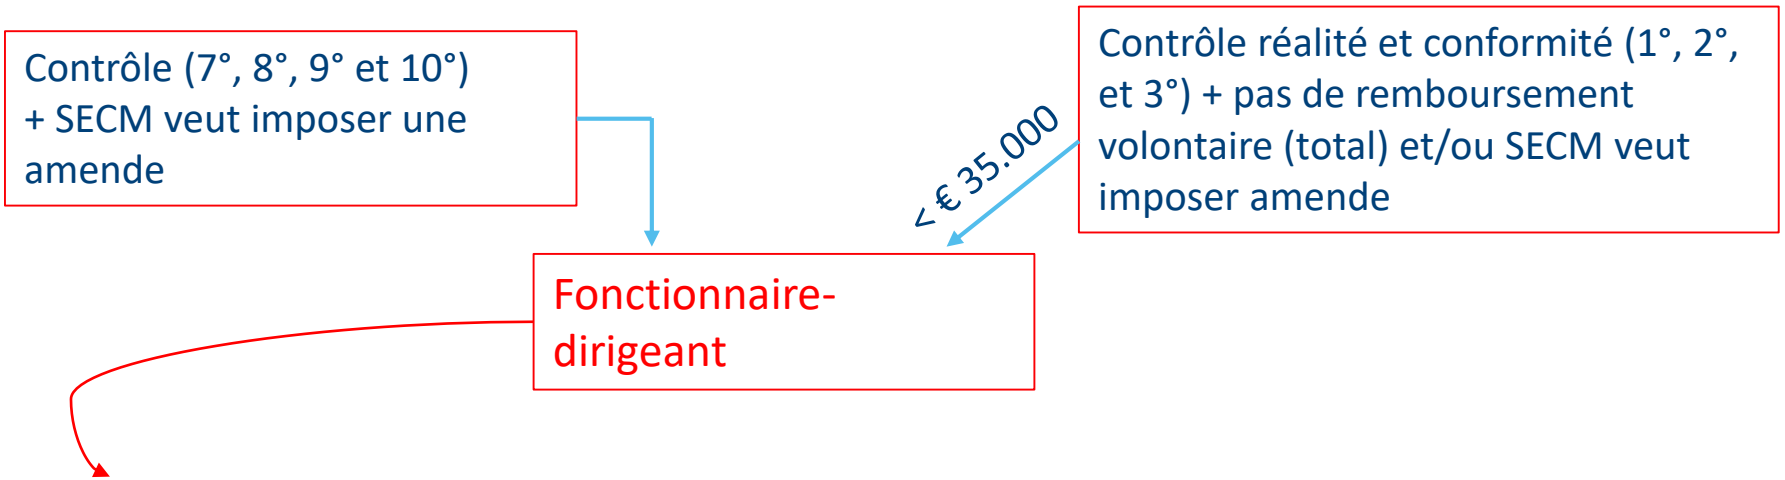 Contrôle (7°, 8°, 9° et 10°)
+ SECM veut imposer une
amende
Contrôle réalité et conformité (1°, 2°,
et 3°) + pas de remboursement
volontaire (total) et/ou SECM veut
imposer amende
< € 35.000
Fonctionnaire-
dirigeant